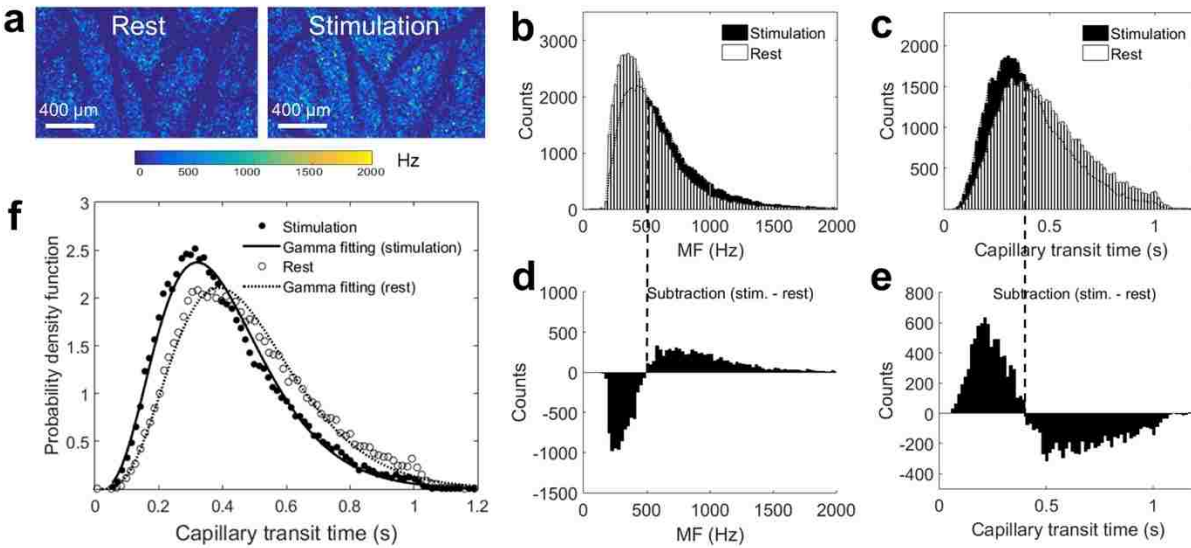 a
Rest
Stimulation
400 μm
400 μm
0 500 1000 1500 2000
Hz
b
Stimulation
Rest
3000
2000
1000
0
Counts
0 500 1000 1500 2000
MF (Hz)
c
Stimulation
Rest
2000
1500
1000
500
0
Counts
0 0.5 1
Capillary transit time (s)
f
Stimulation
Gamma fitting (stimulation)
Rest
Gamma fitting (rest)
3
2.5
2
1.5
1
0.5
Probability density function
0 0.2 0.4 0.6 0.8 1.0 1.2
Capillary transit time (s)
d
Subtraction (stim. - rest)
1000
500
0
-500
-1000
-1500
Counts
0 500 1000 1500 2000
MF (Hz)
e
Subtraction (stim. - rest)
800
600
400
200
0
-200
-400
Counts
0 0.5 1
Capillary transit time (s)